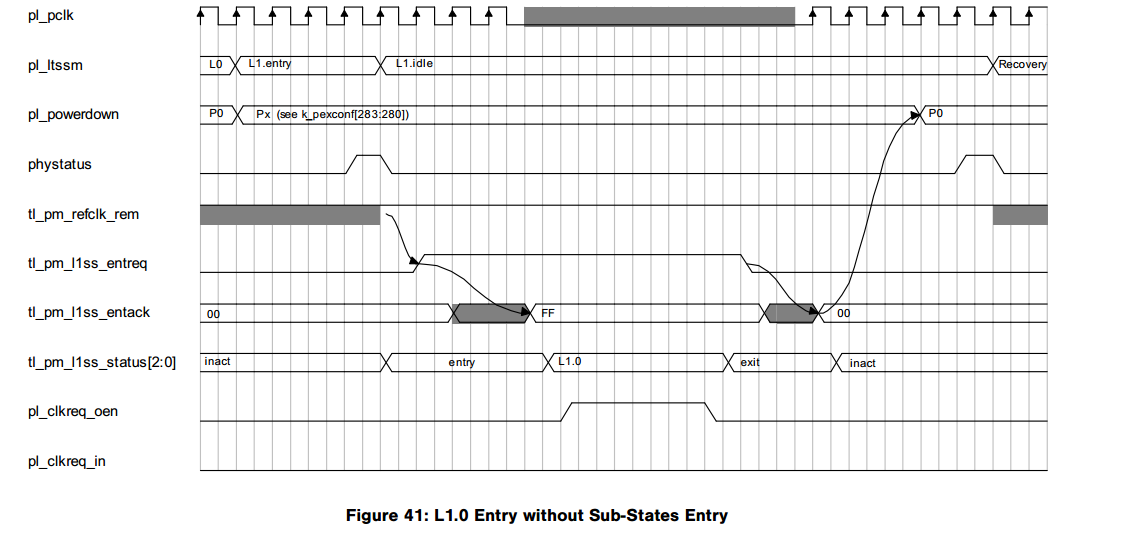 pl_pclk
pl_ltssm L0 L1.entry L1.idle Recovery
pl_powerdown P0 Px (see k_pexconf[283:280]) P0
phystatus
tl_pm_refclk_rem
tl_pm_l1ss_entreq
tl_pm_l1ss_entack 00 FF 00
tl_pm_l1ss_status[2:0] inact entry L1.0 exit inact
pl_clkreq_oen
pl_clkreq_in
Figure 41: L1.0 Entry without Sub-States Entry